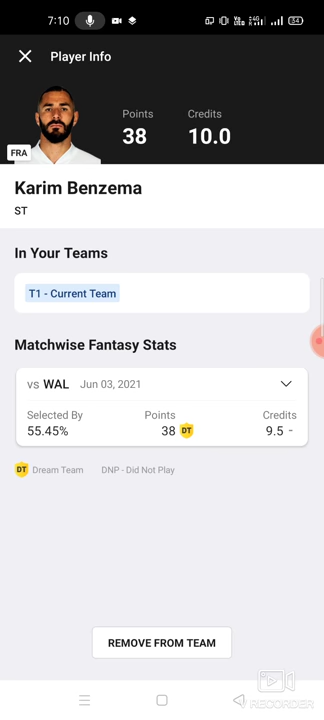 7:10
84
Player Info
FRA
Points
38
Credits
10.0
Karim Benzema
ST
In Your Teams
T1 - Current Team
Matchwise Fantasy Stats
vs WAL Jun 03, 2021
Selected By Points Credits
55.45% 38 DT 9.5 -
DT Dream Team DNP - Did Not Play
REMOVE FROM TEAM
RECORDER